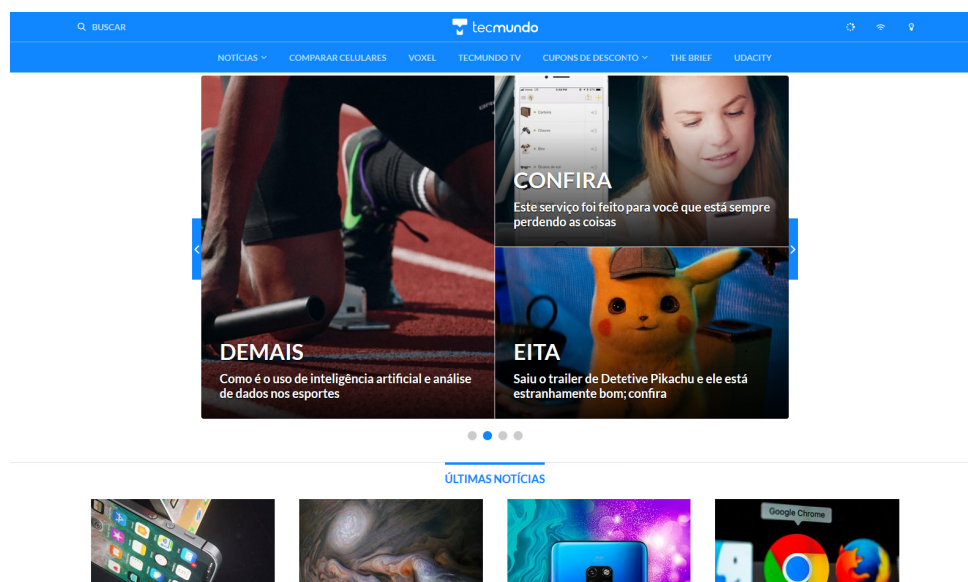 BUSCAR
tecmundo
NOTÍCIAS
COMPARAR CELULARES
VOXEL
TECMUNDO TV
CUPONS DE DESCONTO
THE BRIEF
UDACITY
CONFIRA
Este serviço foi feito para você que está sempre
perdendo as coisas
DEMAIS
Como é o uso de inteligência artificial e análise
de dados nos esportes
EITA
Saiu o trailer de Detetive Pikachu e ele está
estranhamente bom; confira
ÚLTIMAS NOTÍCIAS
Google Chrome